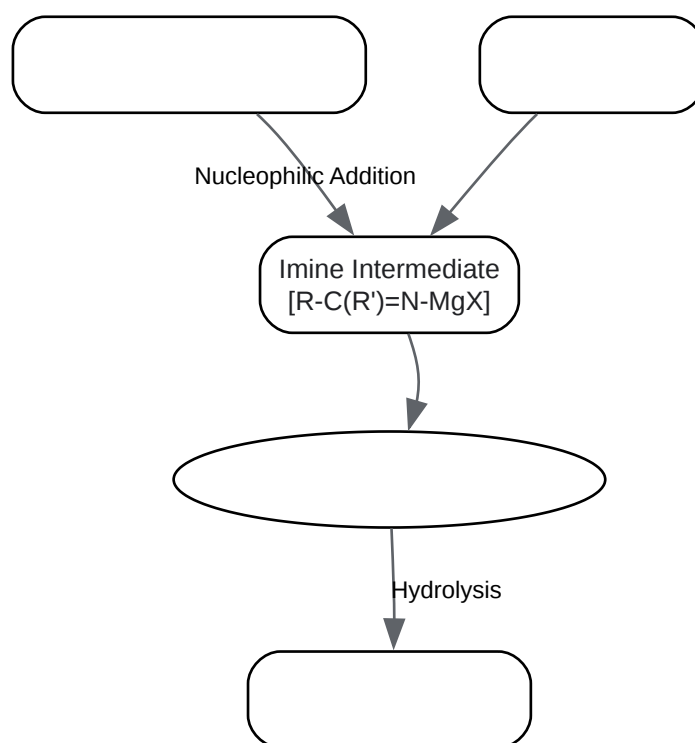 Nucleophilic Addition
Imine Intermediate
[R-C(R')=N-MgX]
Hydrolysis